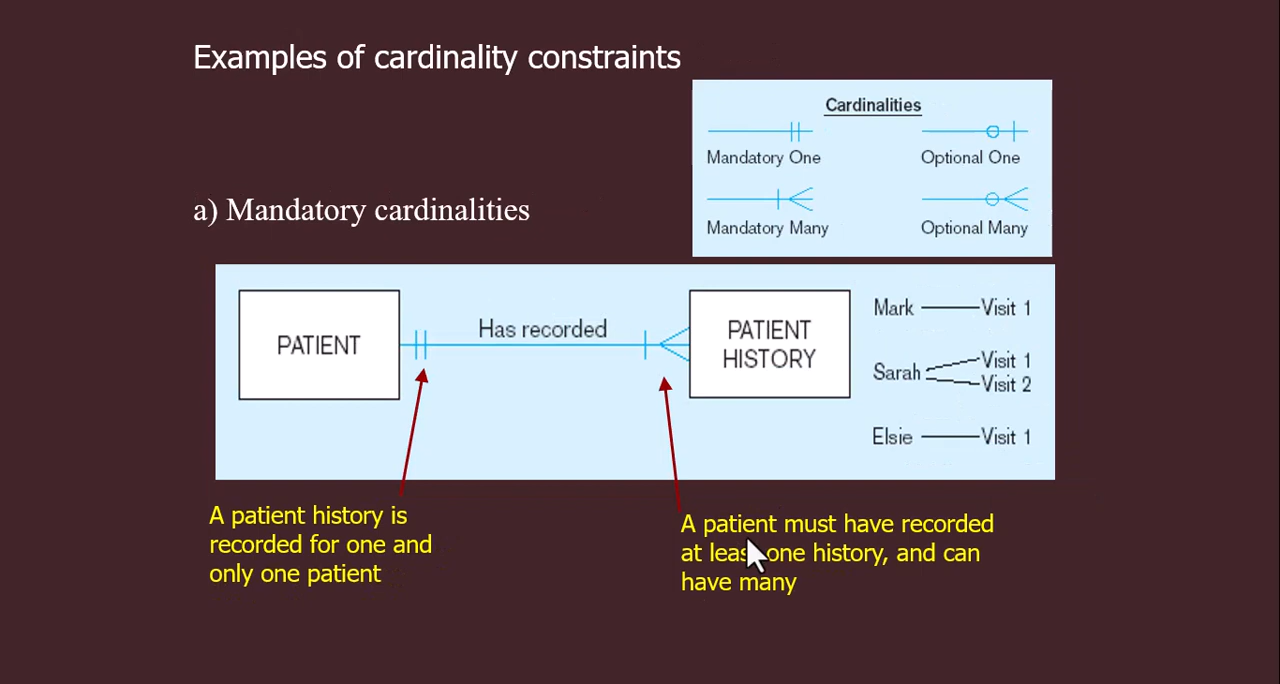 Examples of cardinality constraints
Cardinalities
Mandatory One
Optional One
Mandatory Many
Optional Many
a) Mandatory cardinalities
PATIENT
Has recorded
PATIENT
HISTORY
Mark
Visit 1
Sarah
Visit 1
Visit 2
Elsie
Visit 1
A patient history is
recorded for one and
only one patient
A patient must have recorded
at least one history, and can
have many